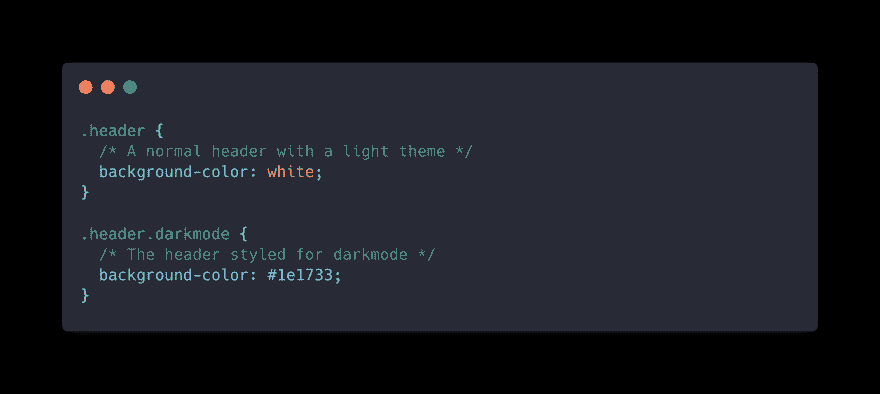 .header {
  /* A normal header with a light theme */
  background-color: white;
}

.header.darkmode {
  /* The header styled for darkmode */
  background-color: #1e1733;
}